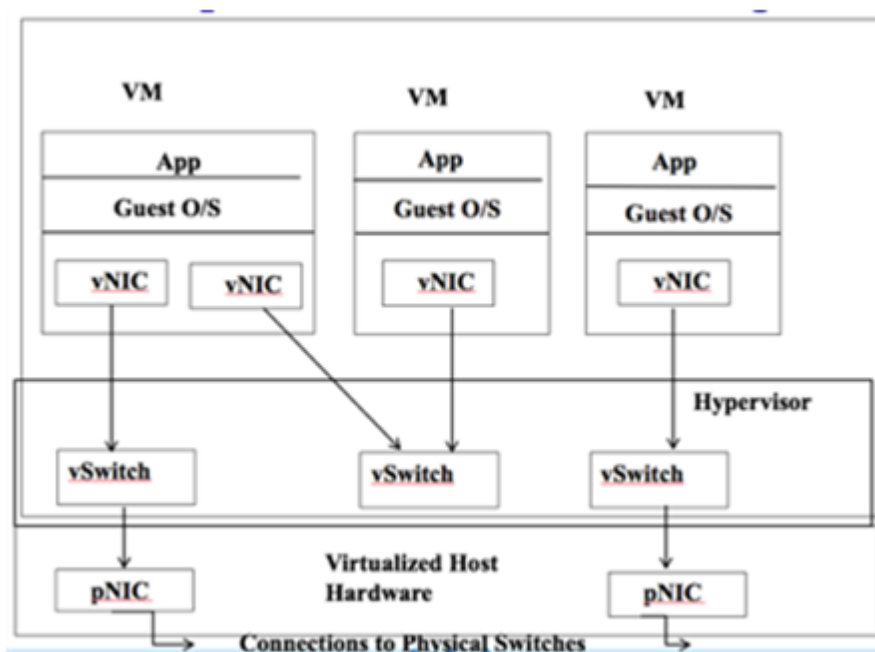 VM
VM
VM
App
App
App
Guest O/S
Guest O/S
Guest O/S
vNIC
vNIC
vNIC
vNIC
Hypervisor
vSwitch
vSwitch
vSwitch
Virtualized Host
Hardware
pNIC
pNIC
Connections to Physical Switches